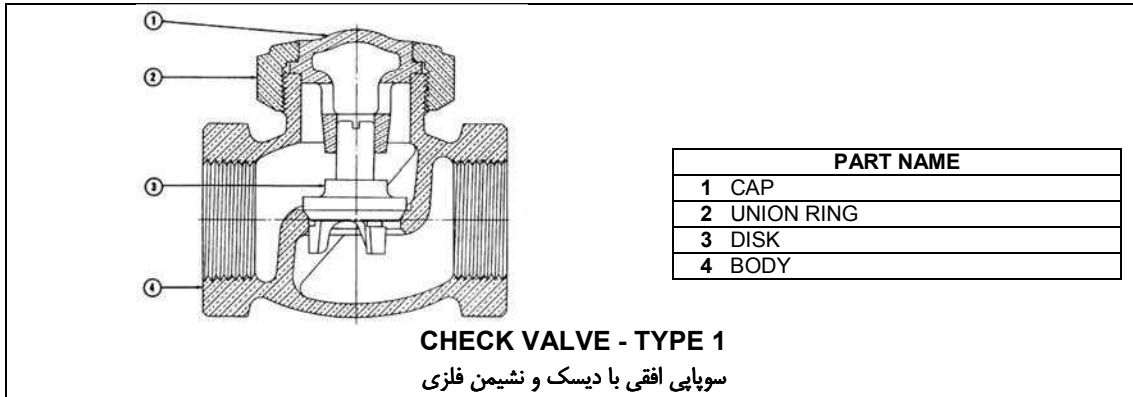 1
2
3
4
PART NAME
1 CAP
2 UNION RING
3 DISK
4 BODY
CHECK VALVE - TYPE 1
سوپاپی افقی با دیسک و نشیمن فلزی